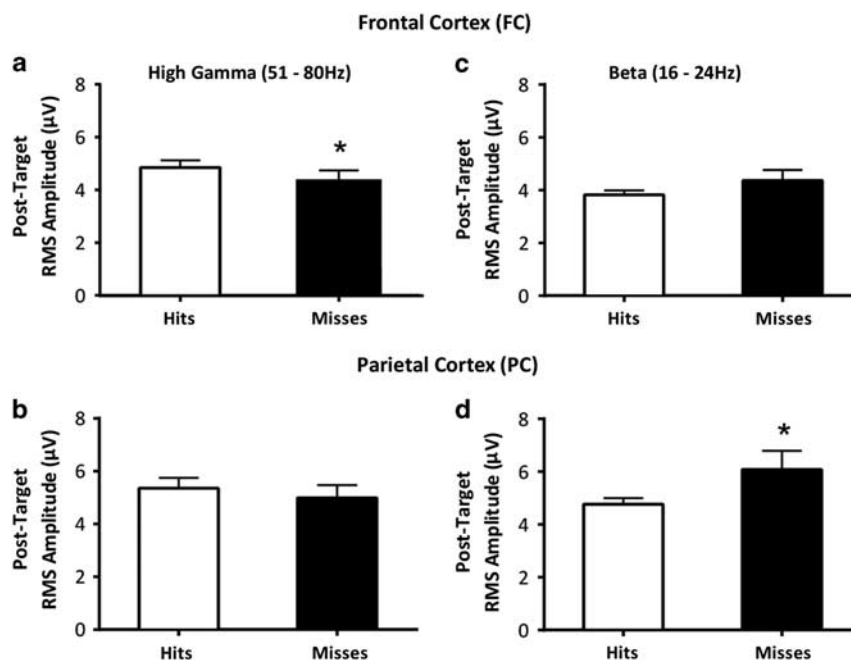 Frontal Cortex (FC)
a
High Gamma (51 - 80Hz)
Post-Target
RMS Amplitude (µV)
8
6
4
2
0
*
Hits
Misses
c
Beta (16 - 24Hz)
Post-Target
RMS Amplitude (µV)
8
6
4
2
0
Hits
Misses
Parietal Cortex (PC)
b
Post-Target
RMS Amplitude (µV)
8
6
4
2
0
Hits
Misses
d
Post-Target
RMS Amplitude (µV)
8
6
4
2
0
*
Hits
Misses